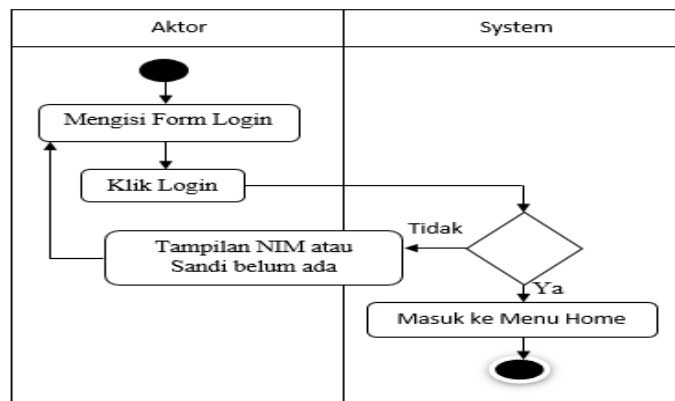 Aktor
System
Mengisi Form Login
Klik Login
Tidak
Tampilan NIM atau
Sandi belum ada
Ya
Masuk ke Menu Home